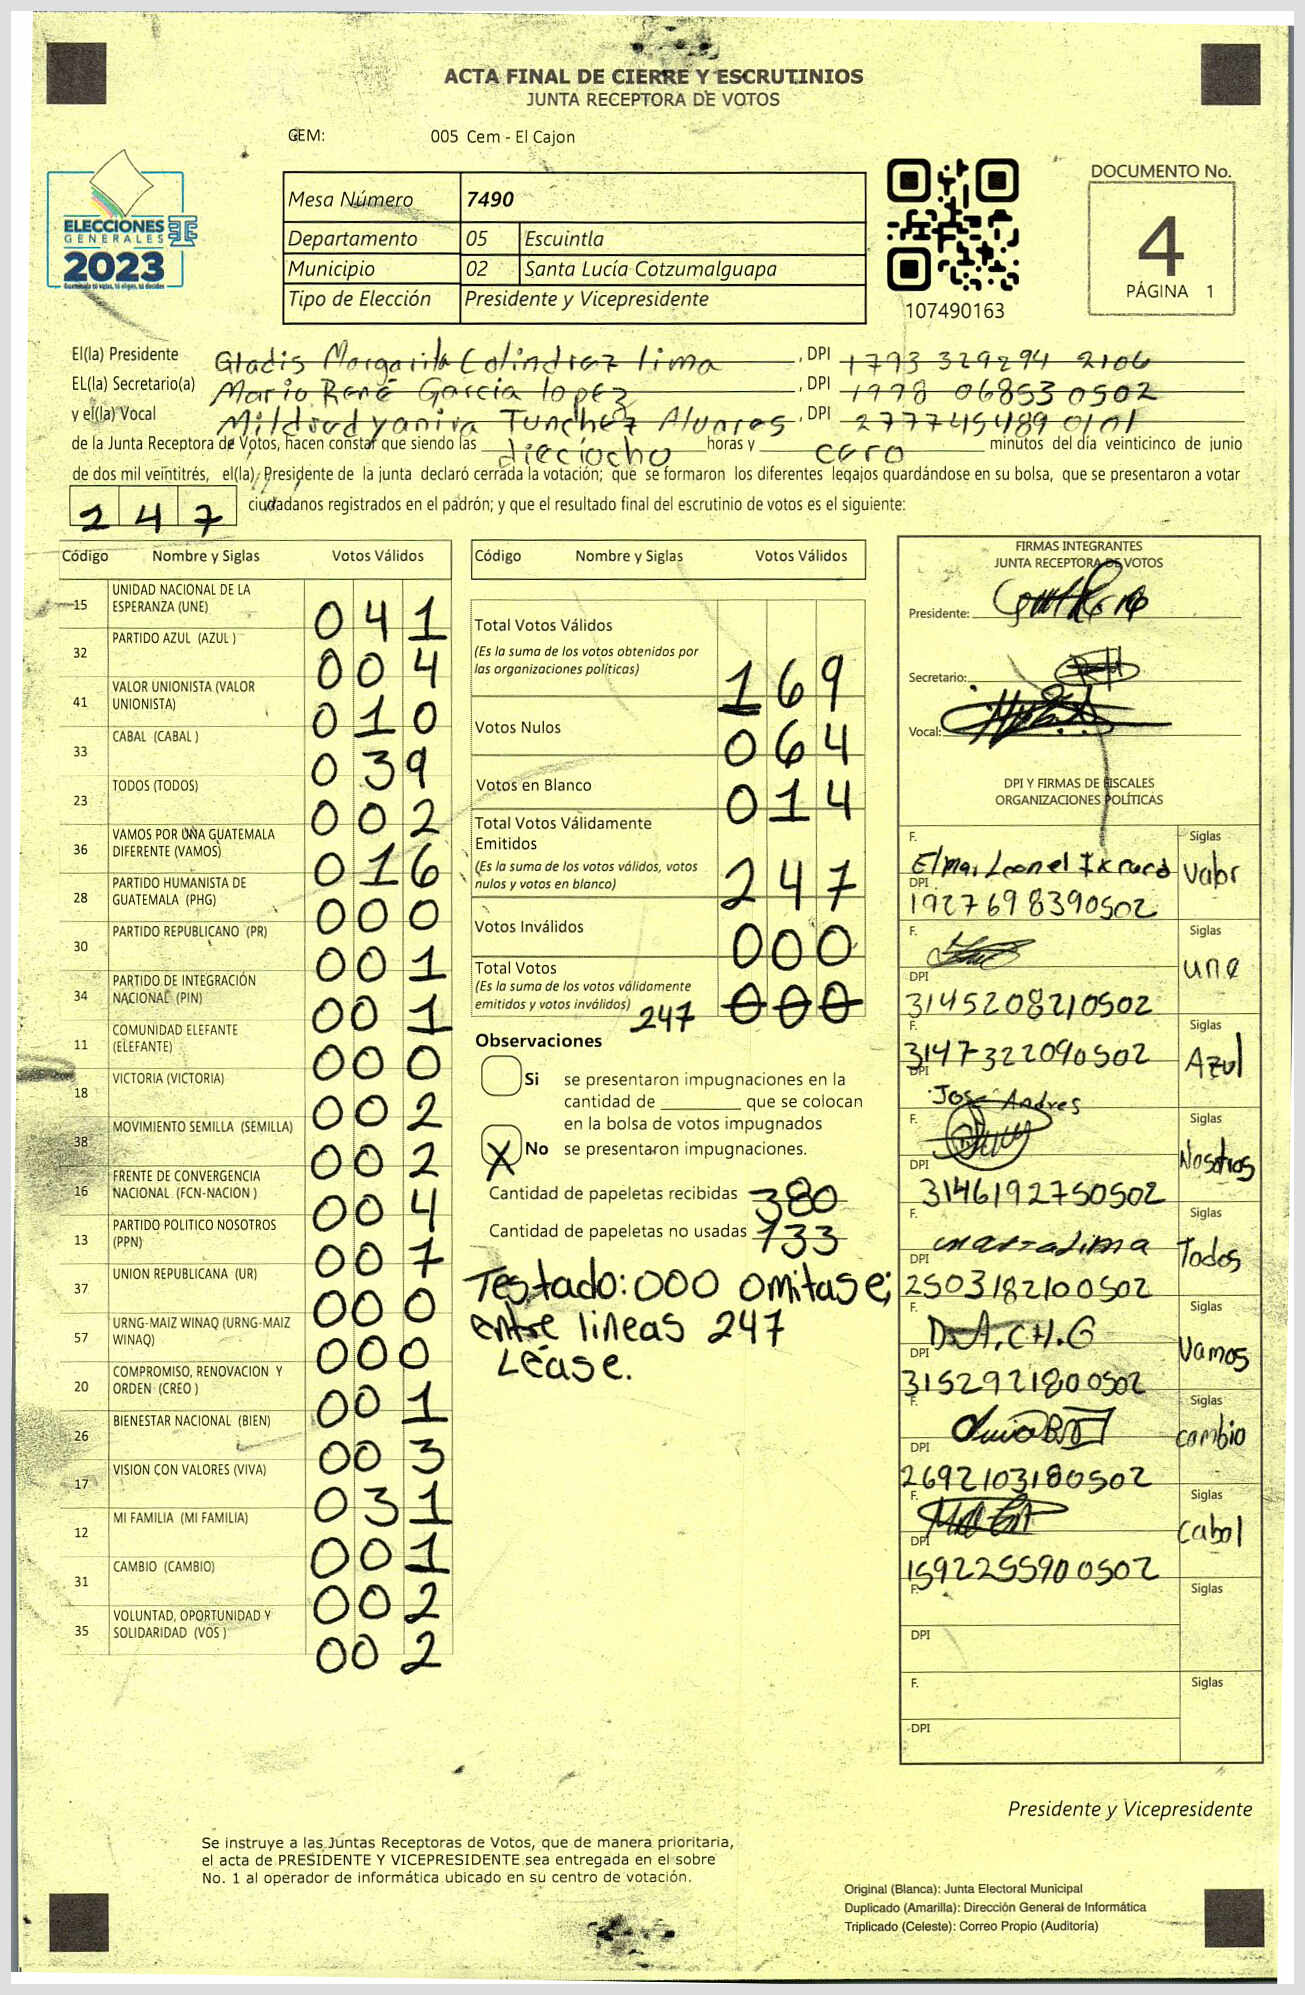 ACTA FINAL DE CIERRE Y ESCRUTINIOS
JUNTA RECEPTORA DE VOTOS
CEM: 005 Cem - El Cajon
ELECCIONES
GENERALES
2023
Guatemala tú votas, tú eliges, tú decides
Mesa Número 7490
Departamento 05 Escuintla
Municipio 02 Santa Lucía Cotzumalguapa
Tipo de Elección Presidente y Vicepresidente
107490163
DOCUMENTO No.
4
PÁGINA 1
El(la) Presidente Gladis Margarita Colindrez lima , DPI 1793 329294 2106
EL(la) Secretario(a) Mario René Garcia lopez , DPI 1998 06853 0502
y el(la) Vocal Mildred yanira Tunchez Alvares , DPI 2777454890101
de la Junta Receptora de Votos, hacen constar que siendo las dieciocho horas y cero minutos del día veinticinco de junio
de dos mil veintitrés, el(la) Presidente de la junta declaró cerrada la votación; que se formaron los diferentes legajos guardándose en su bolsa, que se presentaron a votar
247 ciudadanos registrados en el padrón; y que el resultado final del escrutinio de votos es el siguiente:
Código Nombre y Siglas Votos Válidos
15 UNIDAD NACIONAL DE LA ESPERANZA (UNE) 041
32 PARTIDO AZUL (AZUL ) 004
41 VALOR UNIONISTA (VALOR UNIONISTA) 010
33 CABAL (CABAL ) 039
23 TODOS (TODOS) 002
36 VAMOS POR UNA GUATEMALA DIFERENTE (VAMOS) 016
28 PARTIDO HUMANISTA DE GUATEMALA (PHG) 000
30 PARTIDO REPUBLICANO (PR) 001
34 PARTIDO DE INTEGRACIÓN NACIONAL (PIN) 001
11 COMUNIDAD ELEFANTE (ELEFANTE) 000
18 VICTORIA (VICTORIA) 002
38 MOVIMIENTO SEMILLA (SEMILLA) 002
16 FRENTE DE CONVERGENCIA NACIONAL (FCN-NACION ) 004
13 PARTIDO POLITICO NOSOTROS (PPN) 007
37 UNION REPUBLICANA (UR) 000
57 URNG-MAIZ WINAQ (URNG-MAIZ WINAQ) 000
20 COMPROMISO, RENOVACION Y ORDEN (CREO ) 001
26 BIENESTAR NACIONAL (BIEN) 003
17 VISION CON VALORES (VIVA) 031
12 MI FAMILIA (MI FAMILIA) 001
31 CAMBIO (CAMBIO) 002
35 VOLUNTAD, OPORTUNIDAD Y SOLIDARIDAD (VOS ) 002
Código Nombre y Siglas Votos Válidos
Total Votos Válidos
(Es la suma de los votos obtenidos por las organizaciones políticas) 169
Votos Nulos 064
Votos en Blanco 014
Total Votos Válidamente Emitidos
(Es la suma de los votos válidos, votos nulos y votos en blanco) 247
Votos Inválidos 000
Total Votos
(Es la suma de los votos válidamente emitidos y votos inválidos) 247 000
Observaciones
Si se presentaron impugnaciones en la
cantidad de ________ que se colocan
en la bolsa de votos impugnados
X No se presentaron impugnaciones.
Cantidad de papeletas recibidas 380
Cantidad de papeletas no usadas 133
Testado: 000 omitase;
entre lineas 247
Léase.
FIRMAS INTEGRANTES
JUNTA RECEPTORA DE VOTOS
Presidente:
Secretario:
Vocal:
DPI Y FIRMAS DE FISCALES
ORGANIZACIONES POLÍTICAS
F. Elmar Leonel Siglas Valor
DPI 1927698390502
F. Siglas une
DPI 3145208210502
F. 3147322090502 Siglas Azul
DPI José Andres
F. Siglas Nosotros
DPI 3146192750502
F. Siglas Todos
DPI 2503182100502
F. D.A.CH.G Siglas Vamos
DPI 3152921800502
F. Siglas cambio
DPI 2692103180502
F. Siglas cabal
DPI 1592255900502
F. Siglas
DPI
F. Siglas
DPI
Presidente y Vicepresidente
Se instruye a las Juntas Receptoras de Votos, que de manera prioritaria,
el acta de PRESIDENTE Y VICEPRESIDENTE sea entregada en el sobre
No. 1 al operador de informática ubicado en su centro de votación.
Original (Blanca): Junta Electoral Municipal
Duplicado (Amarilla): Dirección General de Informática
Triplicado (Celeste): Correo Propio (Auditoría)